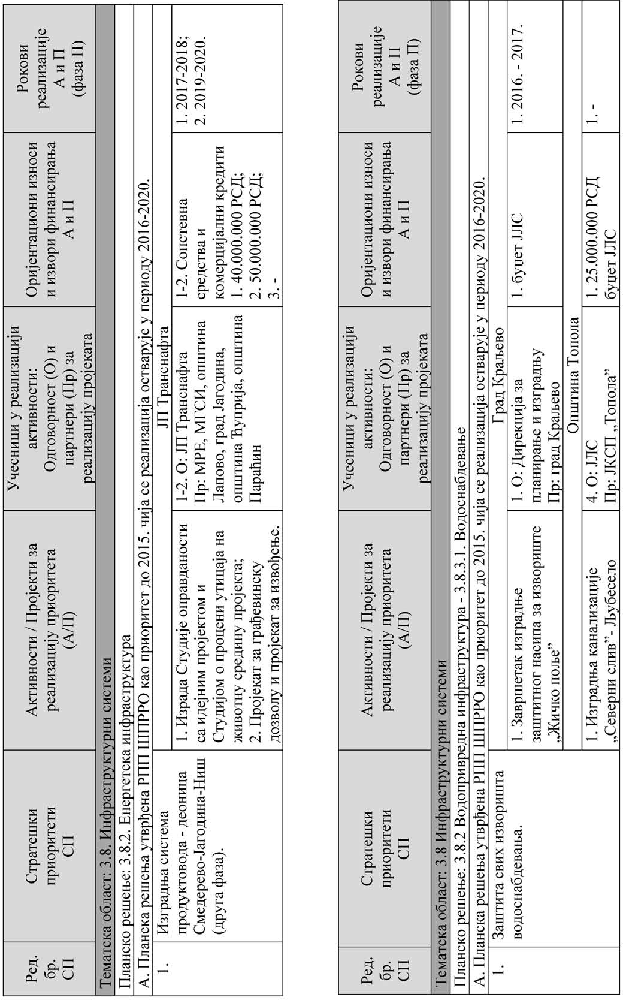 Ред.
бр.
СП
Стратешки
приоритети
СП
Активности / Пројекти за
реализацију приоритета
(А/П)
Учесници у реализацији
активности:
Одговорност (О) и
партнери (Пр) за
реализацију пројеката
Оријентациони износи
и извори финансирања
А и П
Рокови
реализације
А и П
(фаза П)
Тематска област: 3.8. Инфраструктурни системи
Планско решење: 3.8.2. Енергетска инфраструктура
А. Планска решења утврђена РПП ШПРРО као приоритет до 2015. чија се реализација остварује у периоду 2016-2020.
1.
Изградња система
продуктовода - деоница
Смедерево-Јагодина-Ниш
(друга фаза).
ЈП Транснафта
1. Израда Студије оправданости
са идејним пројектом и
Студијом о процени утицаја на
животну средину пројекта;
2. Пројекат за грађевинску
дозволу и пројекат за извођење.
1-2. О: ЈП Транснафта
Пр: МРЕ, МГСИ, општина
Лапово, град Јагодина,
општина Ћуприја, општина
Параћин
1-2. Сопстевна
средства и
комерцијални кредити
1. 40.000.000 РСД;
2. 50.000.000 РСД;
3. -
1. 2017-2018;
2. 2019-2020.
Ред.
бр.
СП
Стратешки
приоритети
СП
Активности / Пројекти за
реализацију приоритета
(А/П)
Учесници у реализацији
активности:
Одговорност (О) и
партнери (Пр) за
реализацију пројеката
Оријентациони износи
и извори финансирања
А и П
Рокови
реализације
А и П
(фаза П)
Тематска област: 3.8 Инфраструктурни системи
Планско решење: 3.8.2 Водопривредна инфраструктура - 3.8.3.1. Водоснабдевање
А. Планска решења утврђена РПП ШПРРО као приоритет до 2015. чија се реализација остварује у периоду 2016-2020.
1.
Заштита свих изворишта
водоснабдевања.
Град Краљево
1. Завршетак изградње
заштитног насипа за извориште
„Жичко поље”
1. О: Дирекција за
планирање и изградњу
Пр: град Краљево
1. буџет ЈЛС
1. 2016. - 2017.
Општина Топола
1. Изградња канализације
„Северни слив”- Љубесело
4. О: ЈЛС
Пр: ЈКСП „Топола”
1. 25.000.000 РСД
буџет ЈЛС
1. -